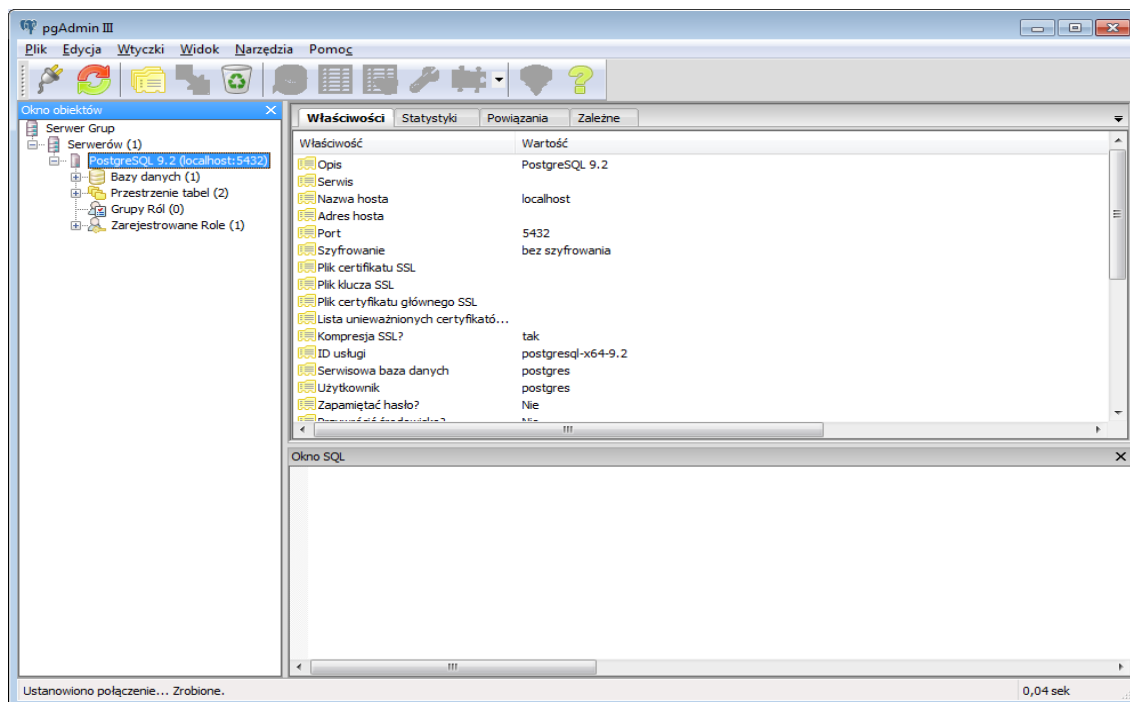 pgAdmin III
Plik Edycja Wtyczki Widok Narzędzia Pomoc
Okno obiektów
Serwer Grup
Serwerów (1)
PostgreSQL 9.2 (localhost:5432)
Bazy danych (1)
Przestrzenie tabel (2)
Grupy Ról (0)
Zarejestrowane Role (1)
Właściwości Statystyki Powiązania Zależne
Właściwość Wartość
Opis PostgreSQL 9.2
Serwis
Nazwa hosta localhost
Adres hosta
Port 5432
Szyfrowanie bez szyfrowania
Plik certifikatu SSL
Plik klucza SSL
Plik certyfikatu głównego SSL
Lista unieważnionych certyfikató...
Kompresja SSL? tak
ID usługi postgresql-x64-9.2
Serwisowa baza danych postgres
Użytkownik postgres
Zapamiętać hasło? Nie
Okno SQL
Ustanowiono połączenie... Zrobione.
0,04 sek